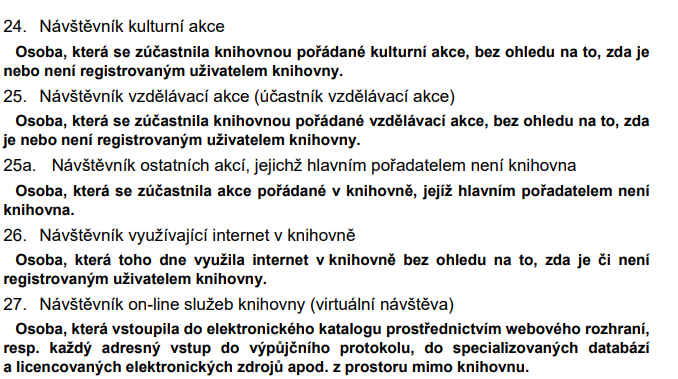 24. Návštěvník kulturní akce
Osoba, která se zúčastnila knihovnou pořádané kulturní akce, bez ohledu na to, zda je
nebo není registrovaným uživatelem knihovny.
25. Návštěvník vzdělávací akce (účastník vzdělávací akce)
Osoba, která se zúčastnila knihovnou pořádané vzdělávací akce, bez ohledu na to, zda
je nebo není registrovaným uživatelem knihovny.
25a. Návštěvník ostatních akcí, jejichž hlavním pořadatelem není knihovna
Osoba, která se zúčastnila akce pořádané v knihovně, jejíž hlavním pořadatelem není
knihovna.
26. Návštěvník využívající internet v knihovně
Osoba, která toho dne využila internet v knihovně bez ohledu na to, zda je či není
registrovaným uživatelem knihovny.
27. Návštěvník on-line služeb knihovny (virtuální návštěva)
Osoba, která vstoupila do elektronického katalogu prostřednictvím webového rozhraní,
resp. každý adresný vstup do výpůjčního protokolu, do specializovaných databází
a licencovaných elektronických zdrojů apod. z prostoru mimo knihovnu.